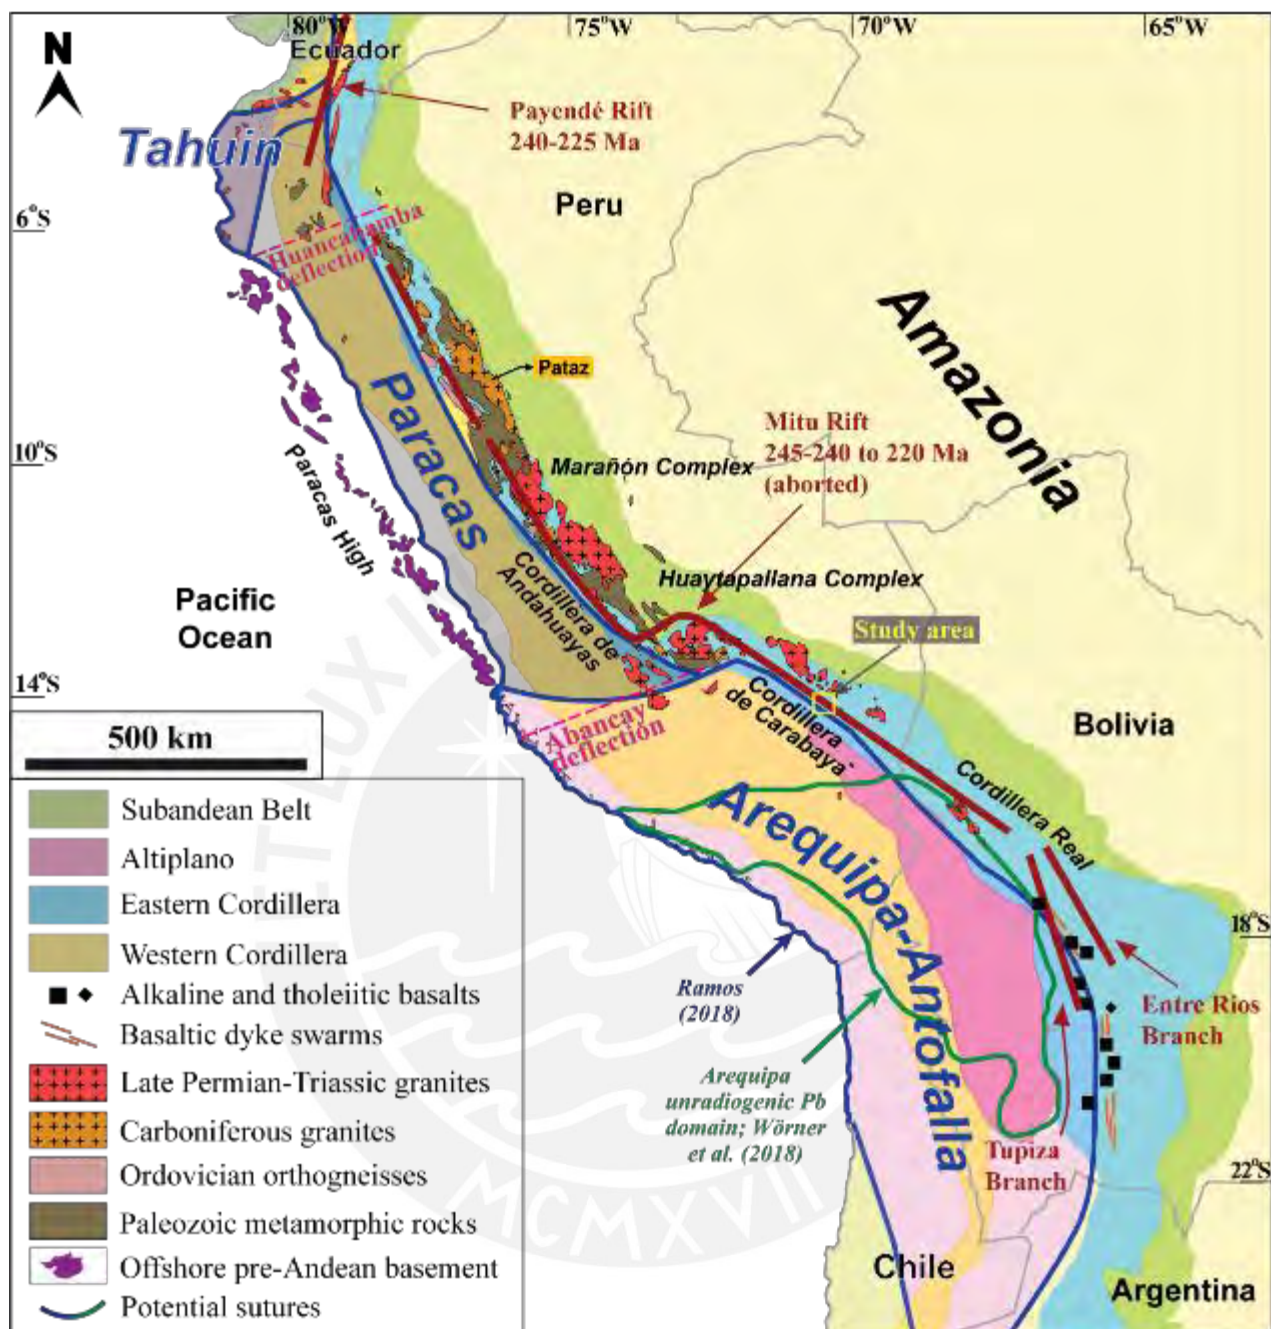 80°W
75°W
70°W
65°W
N
Ecuador
Payendé Rift
240-225 Ma
Tahuin
Peru
6°S
Huancabamba
deflection
Amazonia
Pataz
Paracas
Mitu Rift
245-240 to 220 Ma
(aborted)
10°S
Marañón Complex
Paracas High
Cordillera de
Andahuayas
Huaytapallana Complex
Pacific
Ocean
Study area
14°S
Abancay
deflection
Cordillera
de Carabaya
Bolivia
500 km
Cordillera Real
Arequipa-Antofalla
Subandean Belt
Altiplano
Eastern Cordillera
Western Cordillera
Alkaline and tholeiitic basalts
Basaltic dyke swarms
Late Permian-Triassic granites
Carboniferous granites
Ordovician orthogneisses
Paleozoic metamorphic rocks
Offshore pre-Andean basement
Potential sutures
18°S
Ramos
(2018)
Entre Rios
Branch
Arequipa
unradiogenic Pb
domain; Wörner
et al. (2018)
Tupiza
Branch
22°S
Chile
Argentina
ET LUX I
MCMXVII